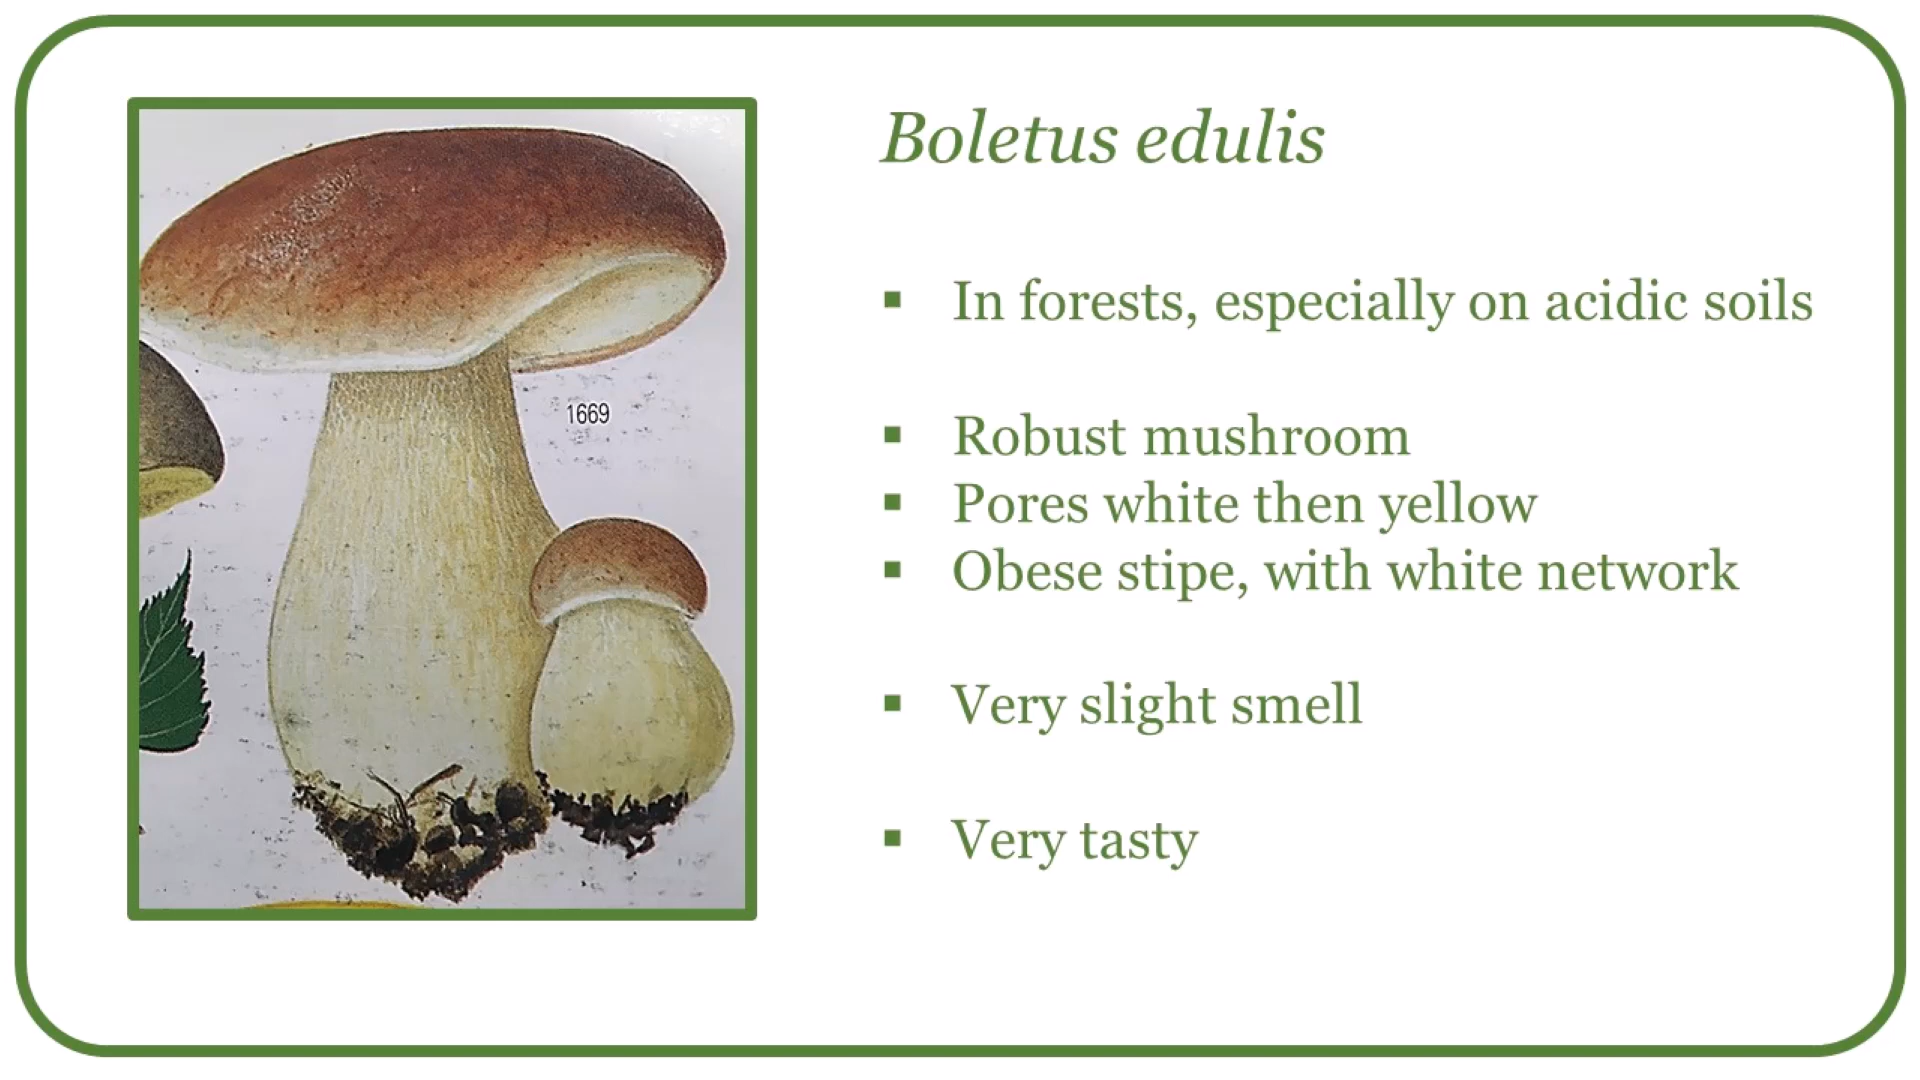 Boletus edulis
▪ In forests, especially on acidic soils
▪ Robust mushroom
▪ Pores white then yellow
▪ Obese stipe, with white network
▪ Very slight smell
▪ Very tasty
1669